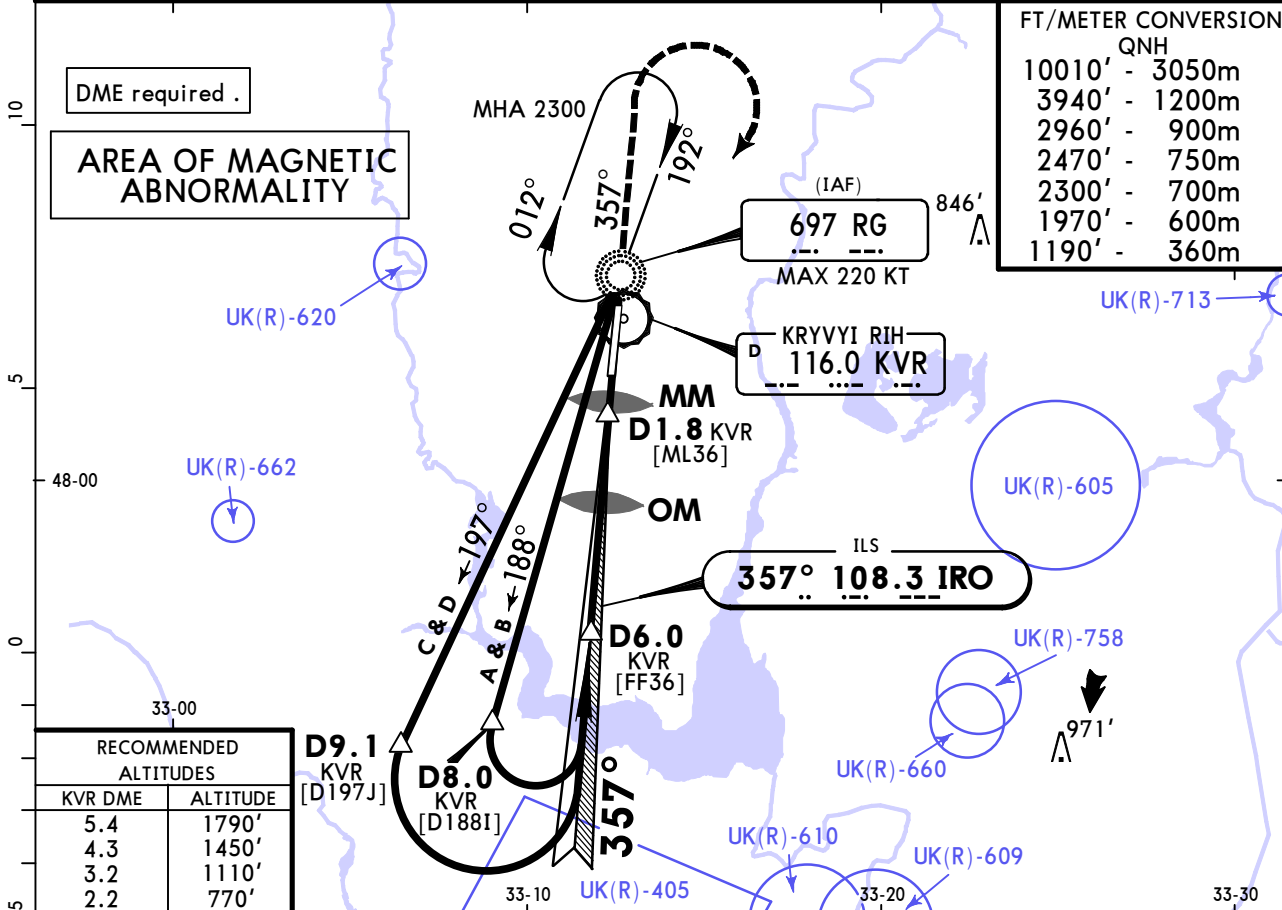 FT/METER CONVERSION
QNH
10010' - 3050m
3940' - 1200m
2960' - 900m
2470' - 750m
2300' - 700m
1970' - 600m
1190' - 360m
DME required .
AREA OF MAGNETIC
ABNORMALITY
10
MHA 2300
012°
357°
192°
(IAF)
697 RG
MAX 220 KT
846'
UK(R)-620
UK(R)-713
KRYVYI RIH
D 116.0 KVR
5
MM
D1.8 KVR
[ML36]
UK(R)-662
48-00
UK(R)-605
OM
C & D ←197°
A & B ←188°
ILS
357° 108.3 IRO
0
D6.0
KVR
[FF36]
UK(R)-758
33-00
971'
UK(R)-660
D9.1
KVR
[D197J]
D8.0
KVR
[D188I]
357°
RECOMMENDED
ALTITUDES
KVR DME ALTITUDE
5.4 1790'
4.3 1450'
3.2 1110'
2.2 770'
UK(R)-610
UK(R)-609
UK(R)-405
5
33-10
33-20
33-30